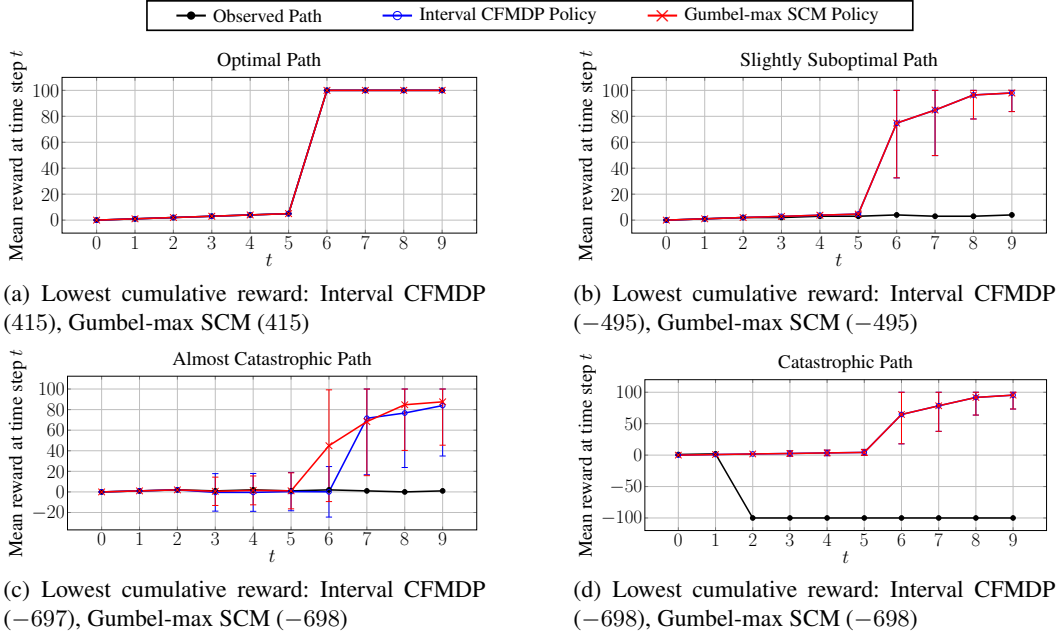 Observed Path Interval CFMDP Policy Gumbel-max SCM Policy
Optimal Path
Mean reward at time step t
100
80
60
40
20
0
0 1 2 3 4 5 6 7 8 9
t
(a) Lowest cumulative reward: Interval CFMDP
(415), Gumbel-max SCM (415)
Slightly Suboptimal Path
Mean reward at time step t
100
80
60
40
20
0
0 1 2 3 4 5 6 7 8 9
t
(b) Lowest cumulative reward: Interval CFMDP
(−495), Gumbel-max SCM (−495)
Almost Catastrophic Path
Mean reward at time step t
100
80
60
40
20
0
−20
0 1 2 3 4 5 6 7 8 9
t
(c) Lowest cumulative reward: Interval CFMDP
(−697), Gumbel-max SCM (−698)
Catastrophic Path
Mean reward at time step t
100
50
0
−50
−100
0 1 2 3 4 5 6 7 8 9
t
(d) Lowest cumulative reward: Interval CFMDP
(−698), Gumbel-max SCM (−698)